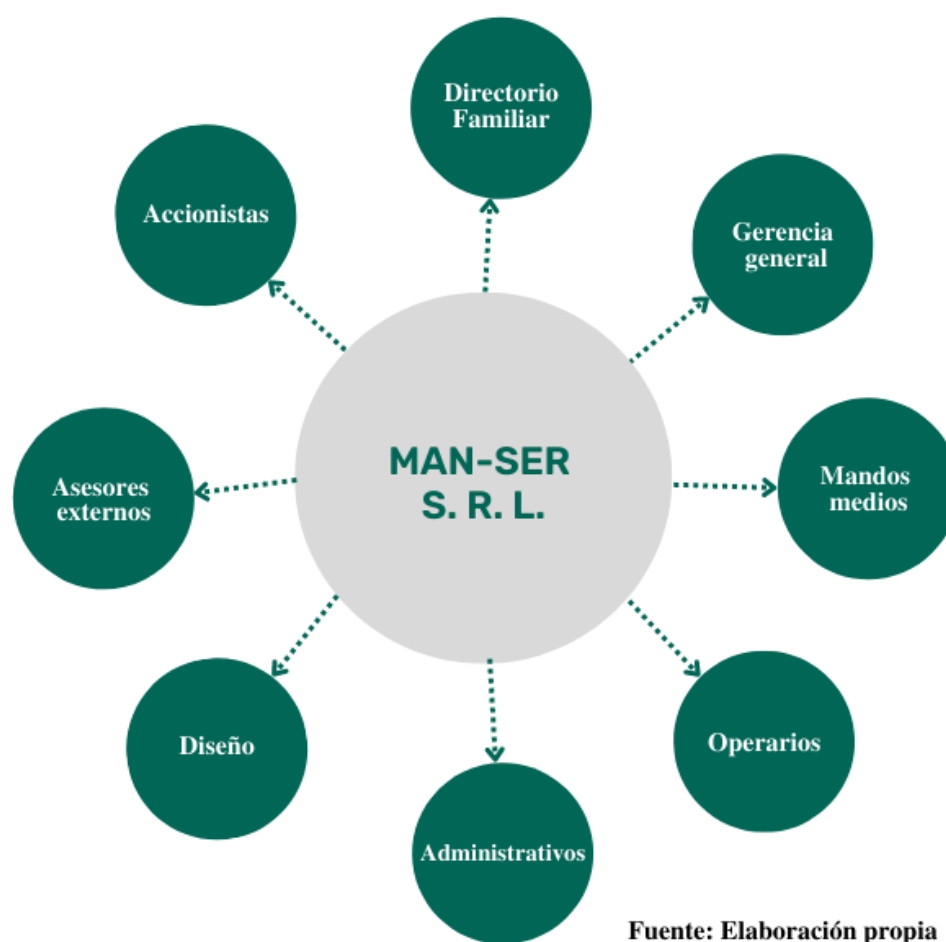 Directorio
Familiar
Accionistas
Gerencia
general
MAN-SER
S. R. L.
Asesores
externos
Mandos
medios
Diseño
Operarios
Administrativos
Fuente: Elaboración propia